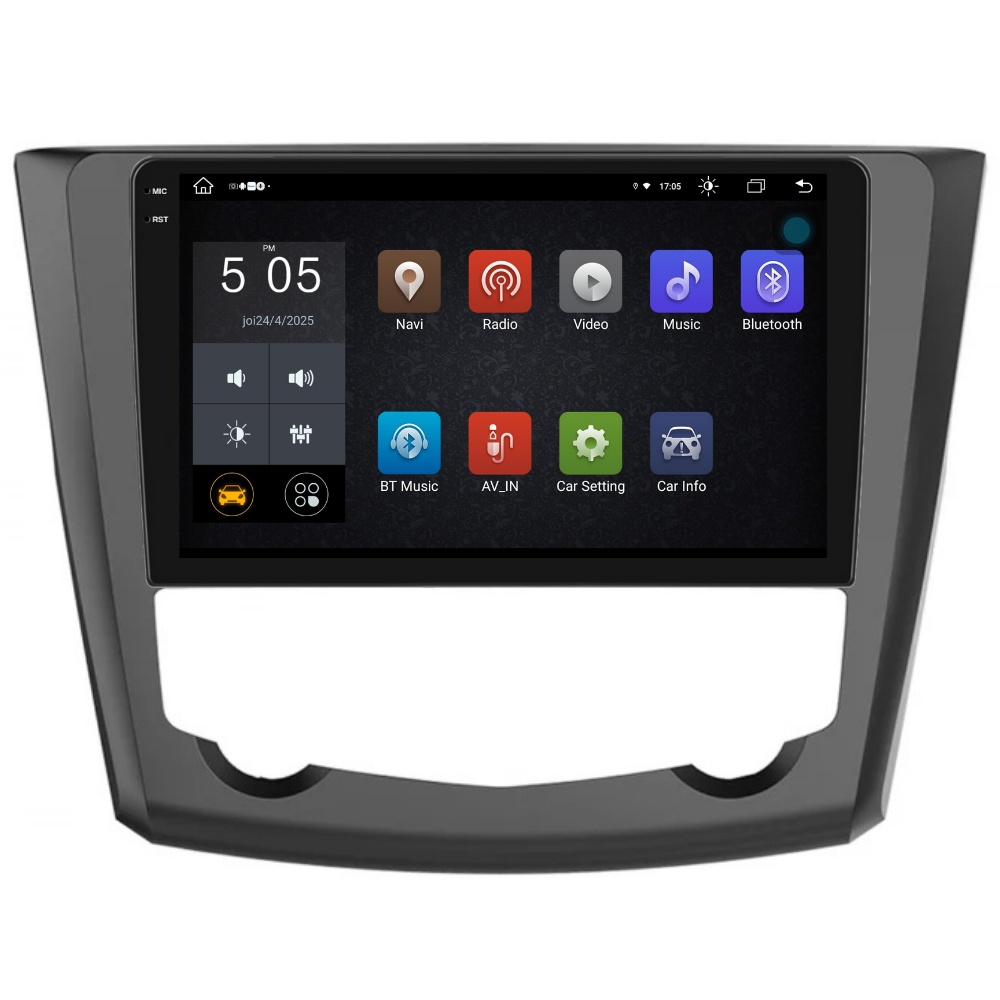 MIC
17:05
RST
PM
5 05
joi24/4/2025
Navi
Radio
Video
Music
Bluetooth
BT Music
AV_IN
Car Setting
Car Info